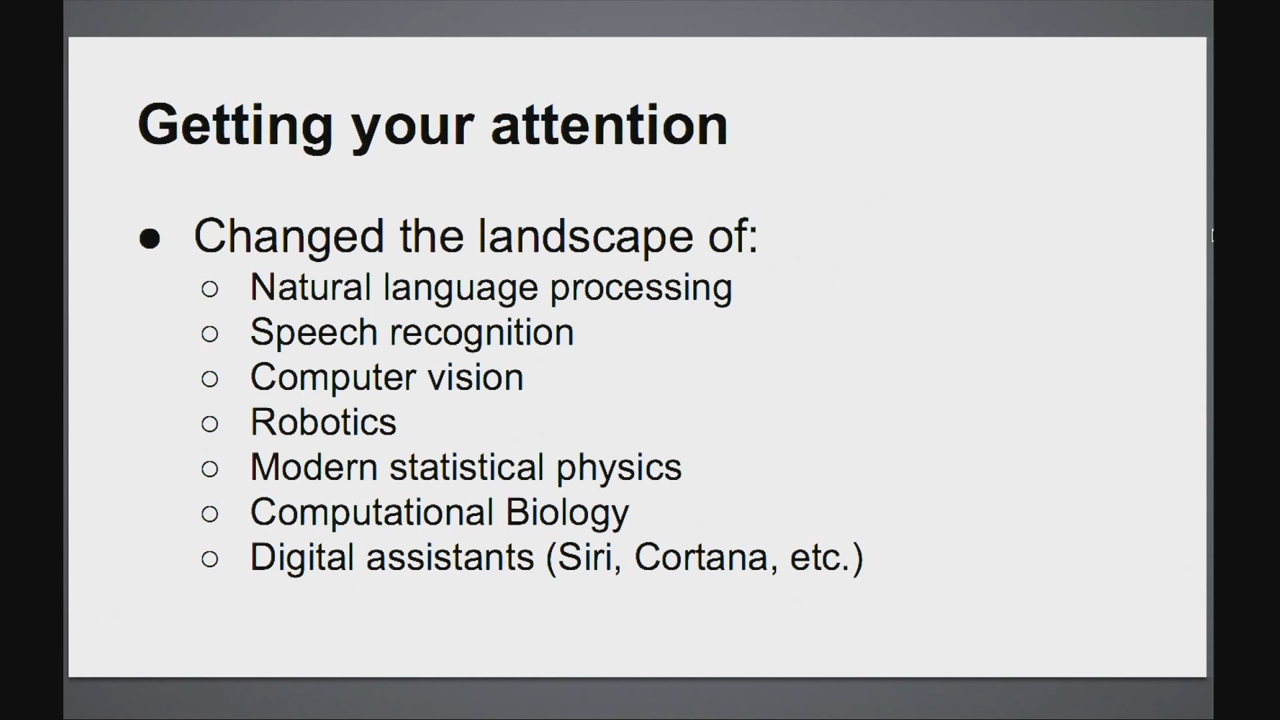 Getting your attention
● Changed the landscape of:
○ Natural language processing
○ Speech recognition
○ Computer vision
○ Robotics
○ Modern statistical physics
○ Computational Biology
○ Digital assistants (Siri, Cortana, etc.)